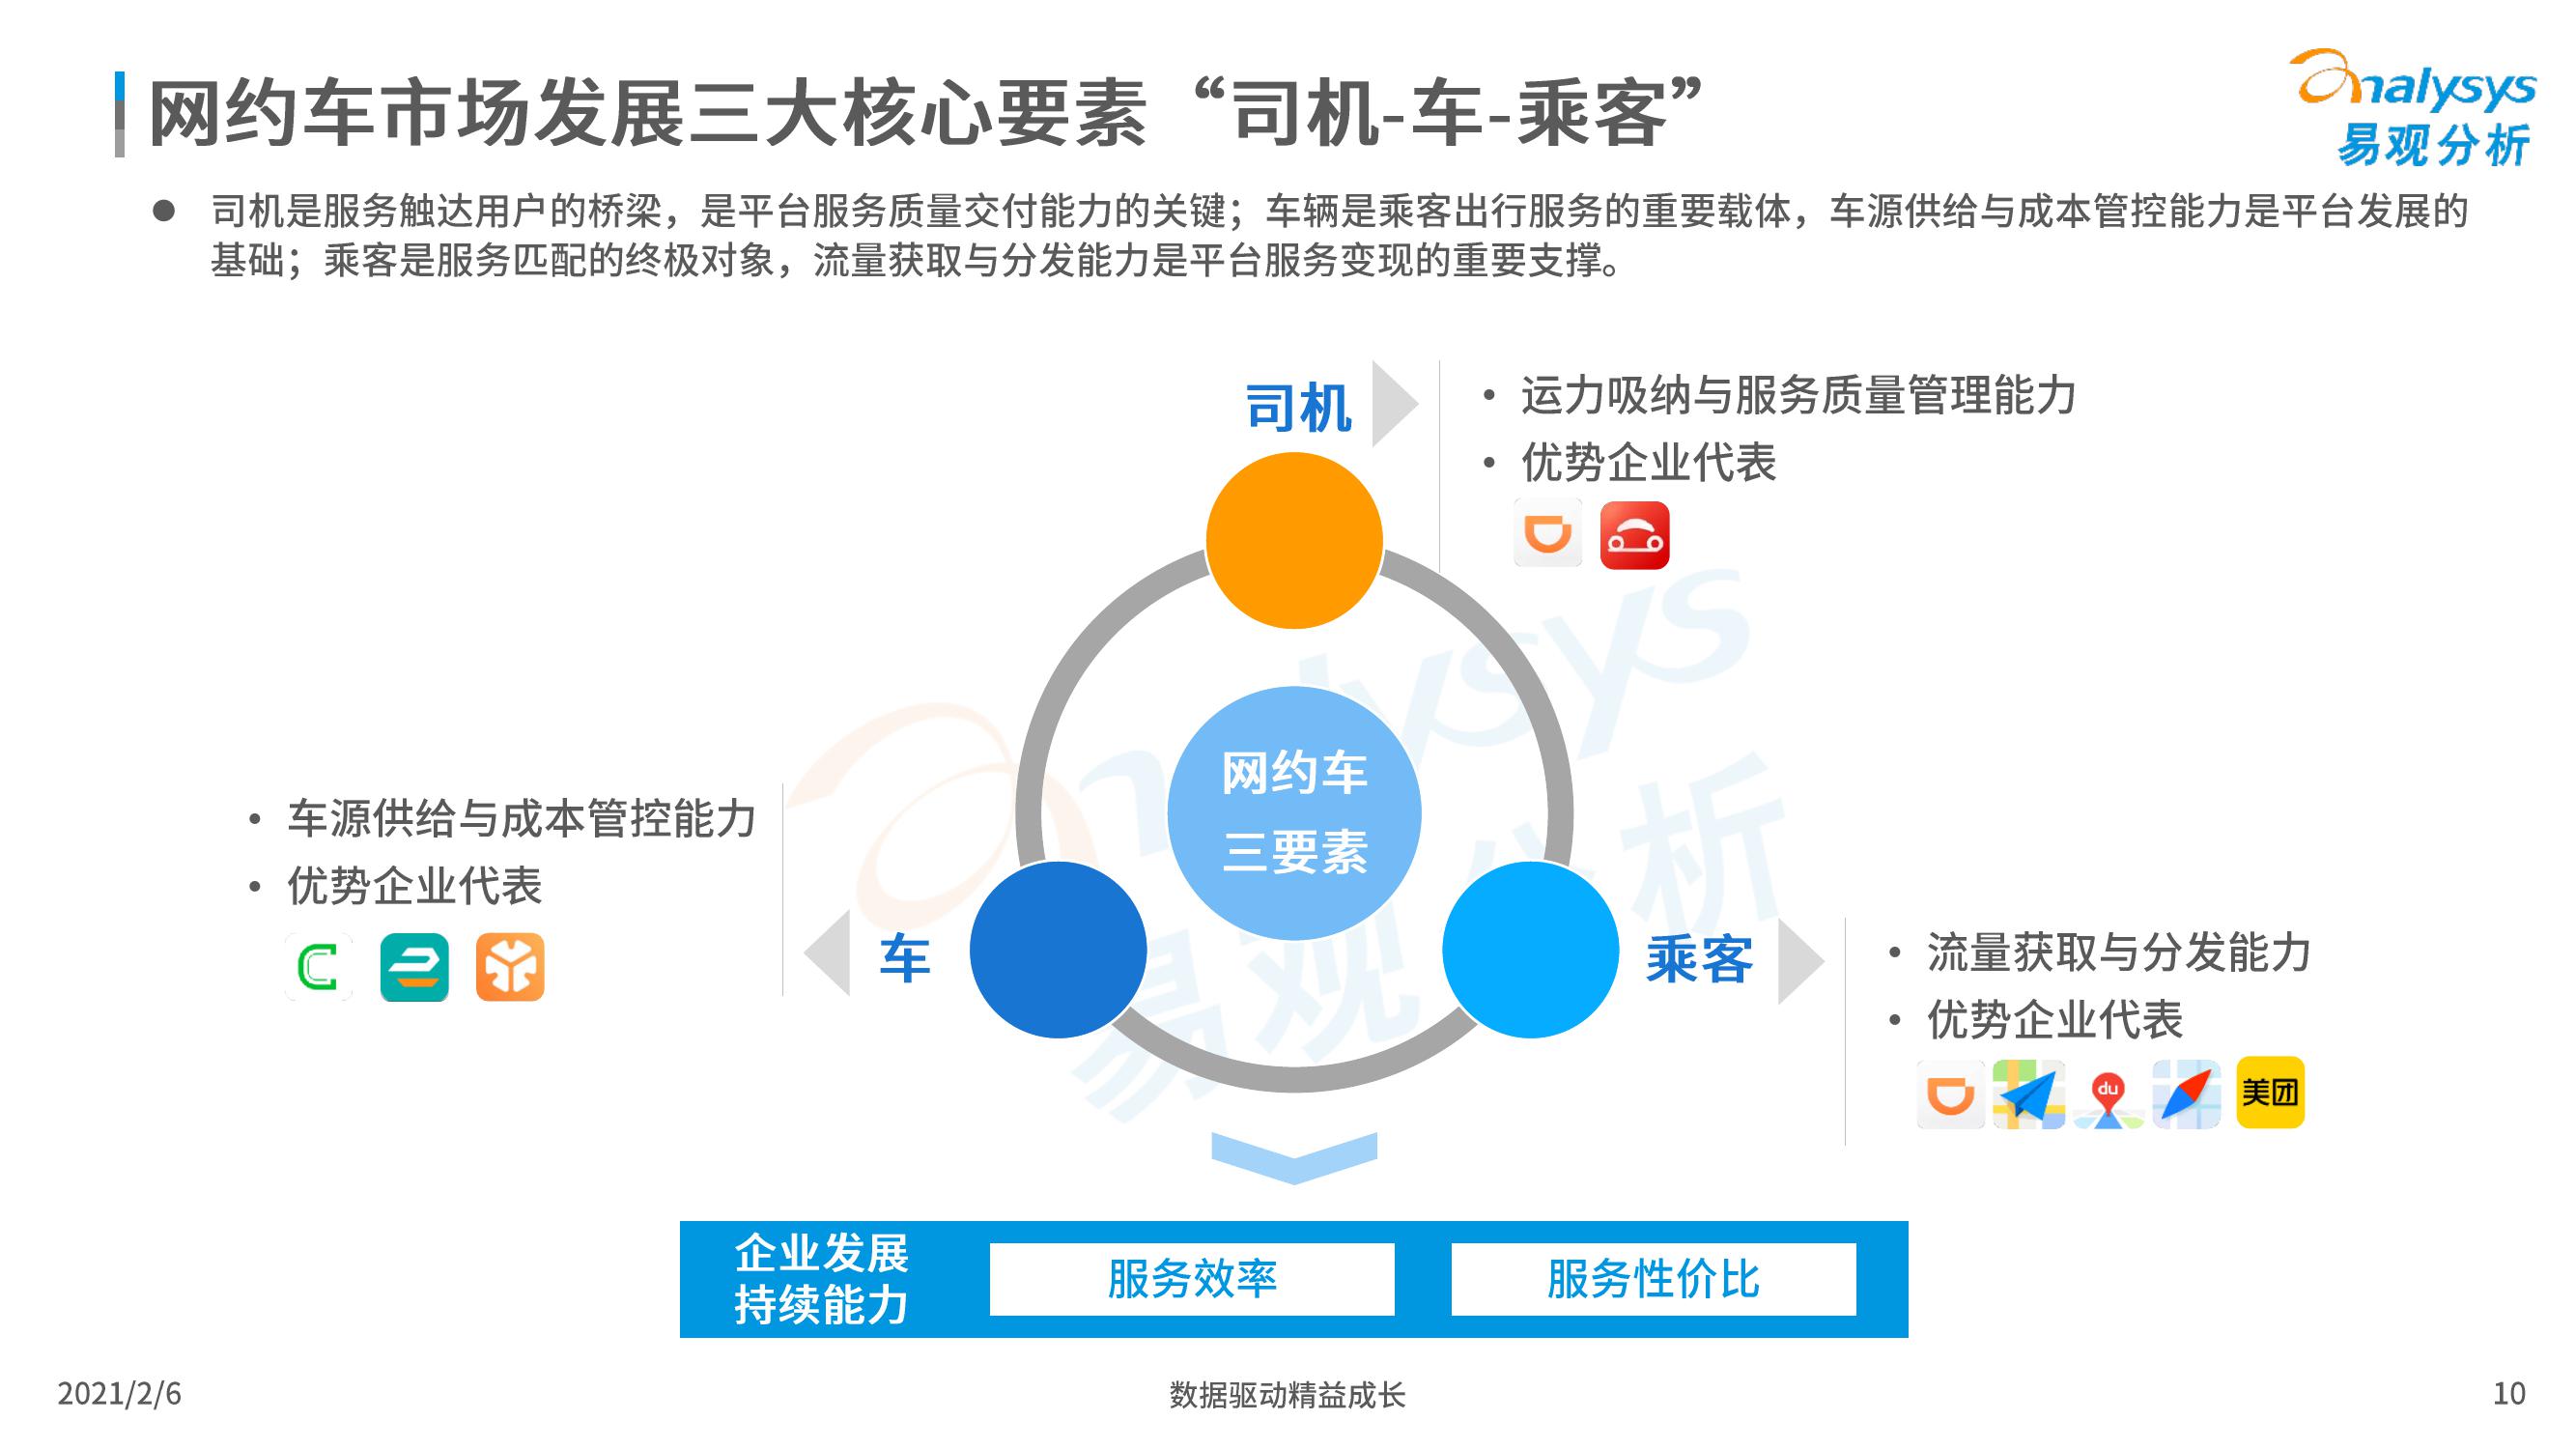 网约车市场发展三大核心要素“司机-车-乘客”
analysys
易观分析
司机是服务触达用户的桥梁，是平台服务质量交付能力的关键；车辆是乘客出行服务的重要载体，车源供给与成本管控能力是平台发展的
基础；乘客是服务匹配的终极对象，流量获取与分发能力是平台服务变现的重要支撑。
司机
• 运力吸纳与服务质量管理能力
• 优势企业代表
网约车
三要素
• 车源供给与成本管控能力
• 优势企业代表
车
乘客
• 流量获取与分发能力
• 优势企业代表
du
美团
企业发展
持续能力
服务效率
服务性价比
2021/2/6
数据驱动精益成长
10